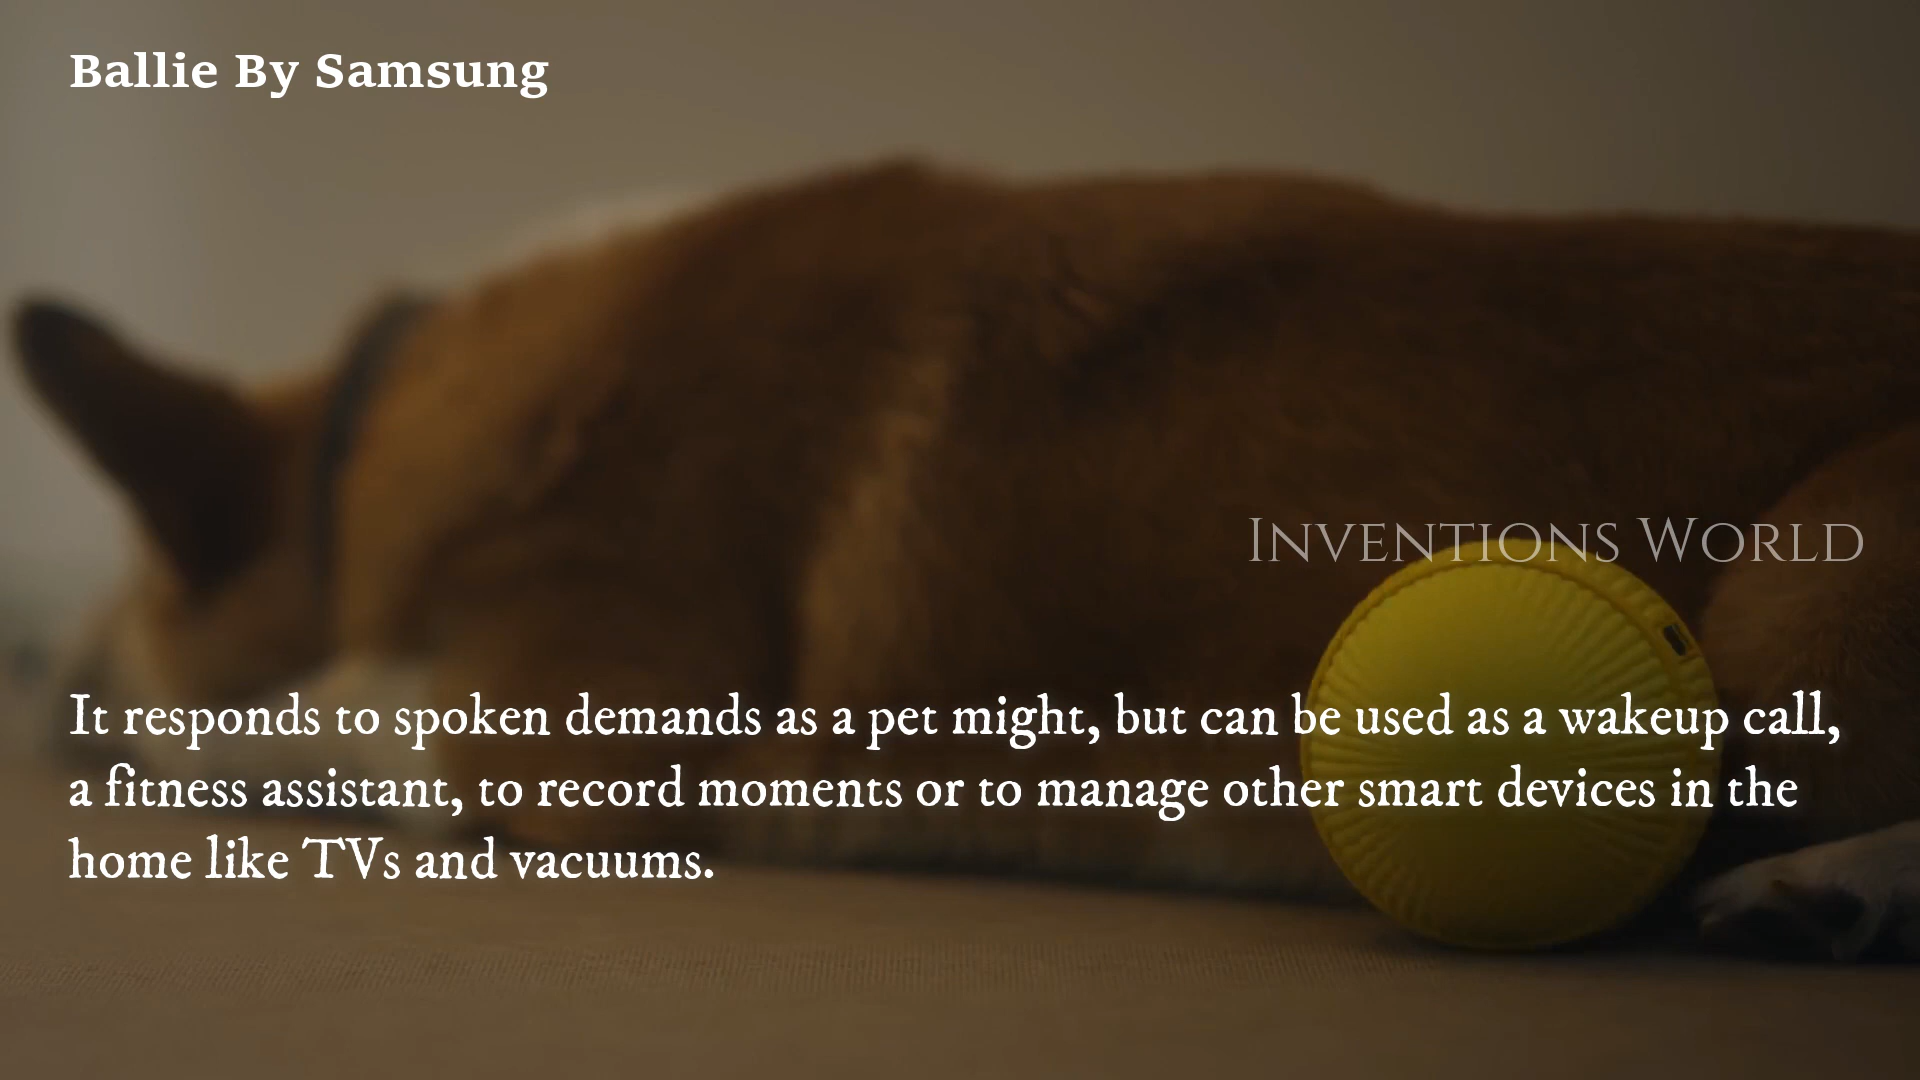 Ballie By Samsung
INVENTIONS WORLD
It responds to spoken demands as a pet might, but can be used as a wakeup call,
a fitness assistant, to record moments or to manage other smart devices in the
home like TVs and vacuums.